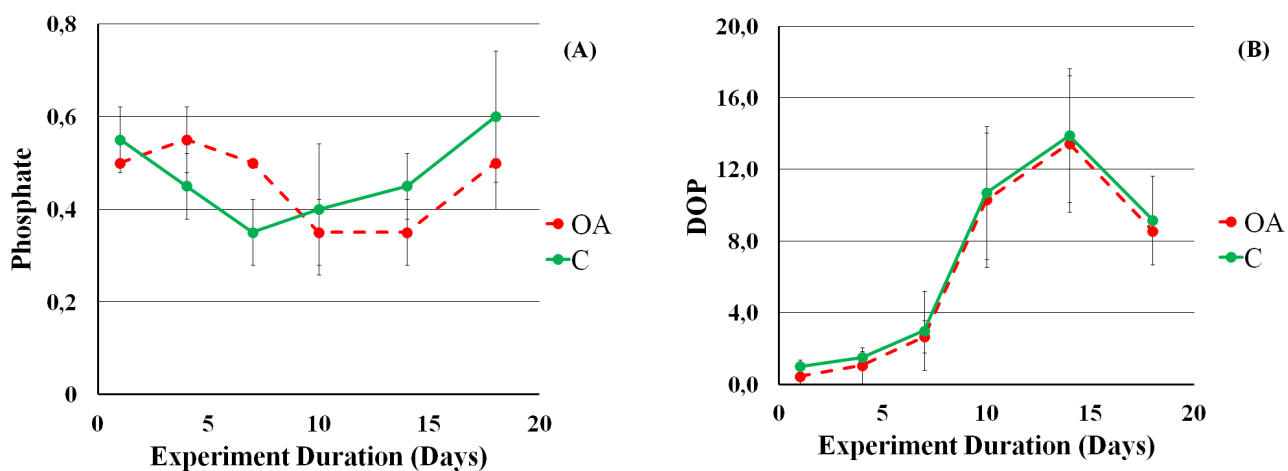 (A)
Phosphate
0,8
0,6
0,4
0,2
0
0 5 10 15 20
Experiment Duration (Days)
OA
C
(B)
DOP
20,0
16,0
12,0
8,0
4,0
0,0
0 5 10 15 20
Experiment Duration (Days)
OA
C